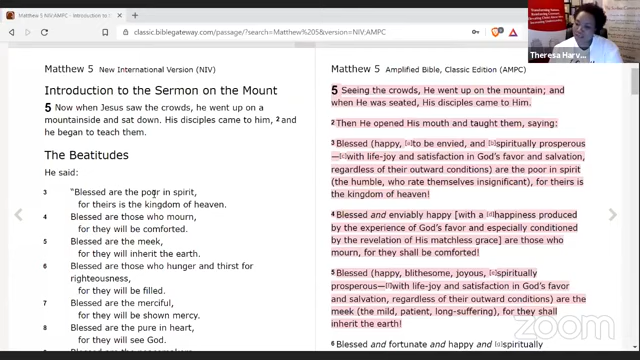 Matthew 5 NIV;AMPC - Introduction to
classic.biblegateway.com/passage/?search=Matthew%205&version=NIV;AMPC
Theresa Harv...
Matthew 5 New International Version (NIV)
Introduction to the Sermon on the Mount
5 Now when Jesus saw the crowds, he went up on a
mountainside and sat down. His disciples came to him, 2 and
he began to teach them.
The Beatitudes
He said:
3 "Blessed are the poor in spirit,
for theirs is the kingdom of heaven.
4 Blessed are those who mourn,
for they will be comforted.
5 Blessed are the meek,
for they will inherit the earth.
6 Blessed are those who hunger and thirst for
righteousness,
for they will be filled.
7 Blessed are the merciful,
for they will be shown mercy.
8 Blessed are the pure in heart,
for they will see God.
Matthew 5 Amplified Bible, Classic Edition (AMPC)
5 Seeing the crowds, He went up on the mountain; and
when He was seated, His disciples came to Him.
2 Then He opened His mouth and taught them, saying:
3 Blessed (happy, [a]to be envied, and [b]spiritually prosperous
—[c]with life-joy and satisfaction in God's favor and salvation,
regardless of their outward conditions) are the poor in spirit
(the humble, who rate themselves insignificant), for theirs is
the kingdom of heaven!
4 Blessed and enviably happy [with a [d]happiness produced
by the experience of God's favor and especially conditioned
by the revelation of His matchless grace] are those who
mourn, for they shall be comforted!
5 Blessed (happy, blithesome, joyous, [e]spiritually
prosperous—[f]with life-joy and satisfaction in God's favor
and salvation, regardless of their outward conditions) are the
meek (the mild, patient, long-suffering), for they shall
inherit the earth!
6 Blessed and fortunate and happy and spiritually
zoom